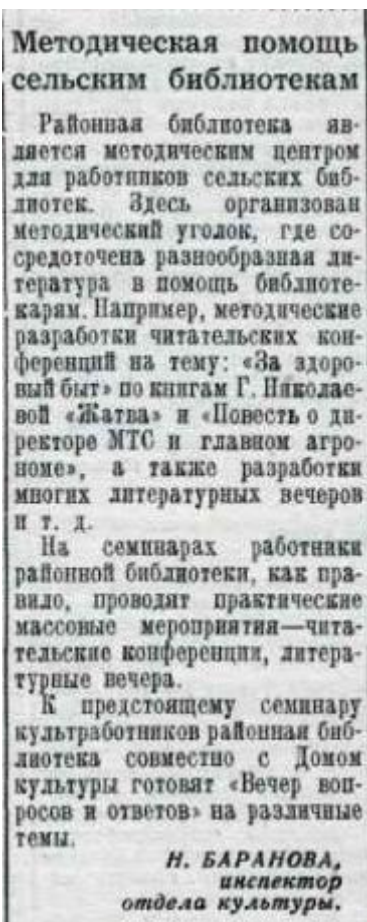 Методическая помощь
сельским библиотекам
Районная библиотека яв-
ляется методическим центром
для работников сельских биб-
лиотек. Здесь организован
методический уголок, где со-
средоточена разнообразная ли-
тература в помощь библиоте-
карям. Например, методические
разработки читательских кон-
ференций на тему: «За здоро-
вый быт» по книгам Г. Николае-
вой «Жатва» и «Повесть о ди-
ректоре МТС и главном агро-
номе», а также разработки
многих литературных вечеров
и т. д.
На семинарах работники
районной библиотеки, как пра-
вило, проводят практические
массовые мероприятия—чита-
тельские конференции, литера-
турные вечера.
К предстоящему семинару
культработников районная биб-
лиотека совместно с Домом
культуры готовят «Вечер воп-
росов и ответов» на различные
темы.
Н. БАРАНОВА,
инспектор
отдела культуры.